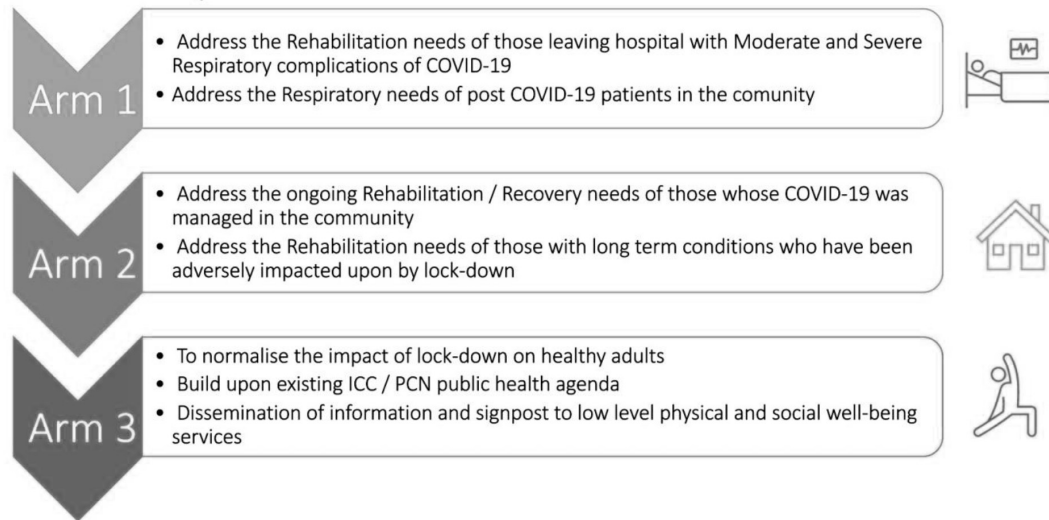 Arm 1
• Address the Rehabilitation needs of those leaving hospital with Moderate and Severe
Respiratory complications of COVID-19
• Address the Respiratory needs of post COVID-19 patients in the comunity
Arm 2
• Address the ongoing Rehabilitation / Recovery needs of those whose COVID-19 was
managed in the community
• Address the Rehabilitation needs of those with long term conditions who have been
adversely impacted upon by lock-down
Arm 3
• To normalise the impact of lock-down on healthy adults
• Build upon existing ICC / PCN public health agenda
• Dissemination of information and signpost to low level physical and social well-being
services